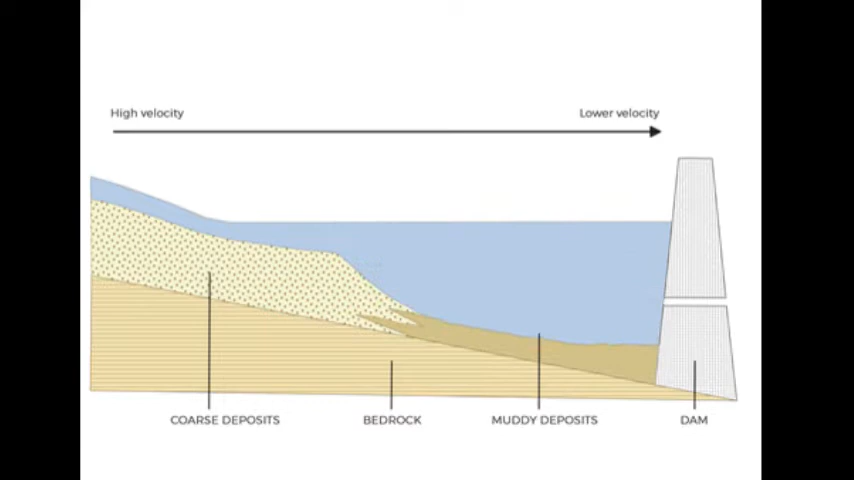 High velocity
Lower velocity
COARSE DEPOSITS
BEDROCK
MUDDY DEPOSITS
DAM